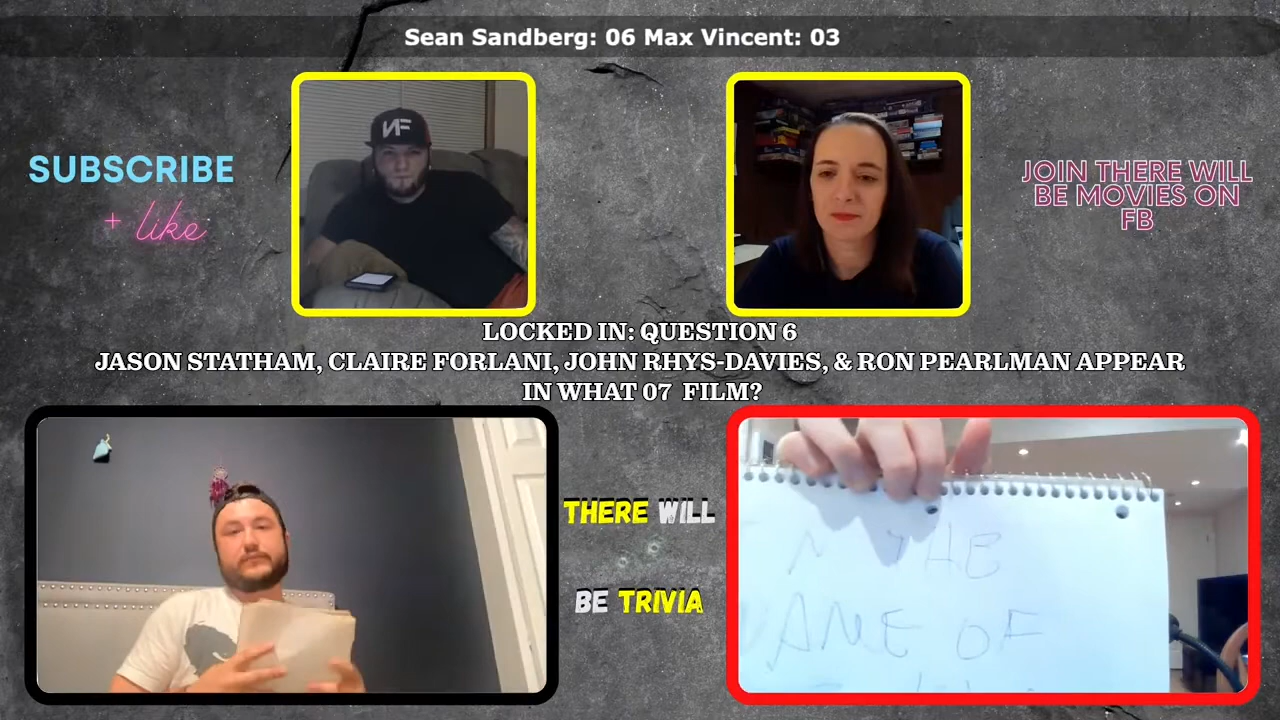 Sean Sandberg: 06 Max Vincent: 03
NF
SUBSCRIBE
+ like
JOIN THERE WILL
BE MOVIES ON
FB
LOCKED IN: QUESTION 6
JASON STATHAM, CLAIRE FORLANI, JOHN RHYS-DAVIES, & RON PEARLMAN APPEAR
IN WHAT 07 FILM?
THERE WILL
BE TRIVIA
N THE
NAME OF